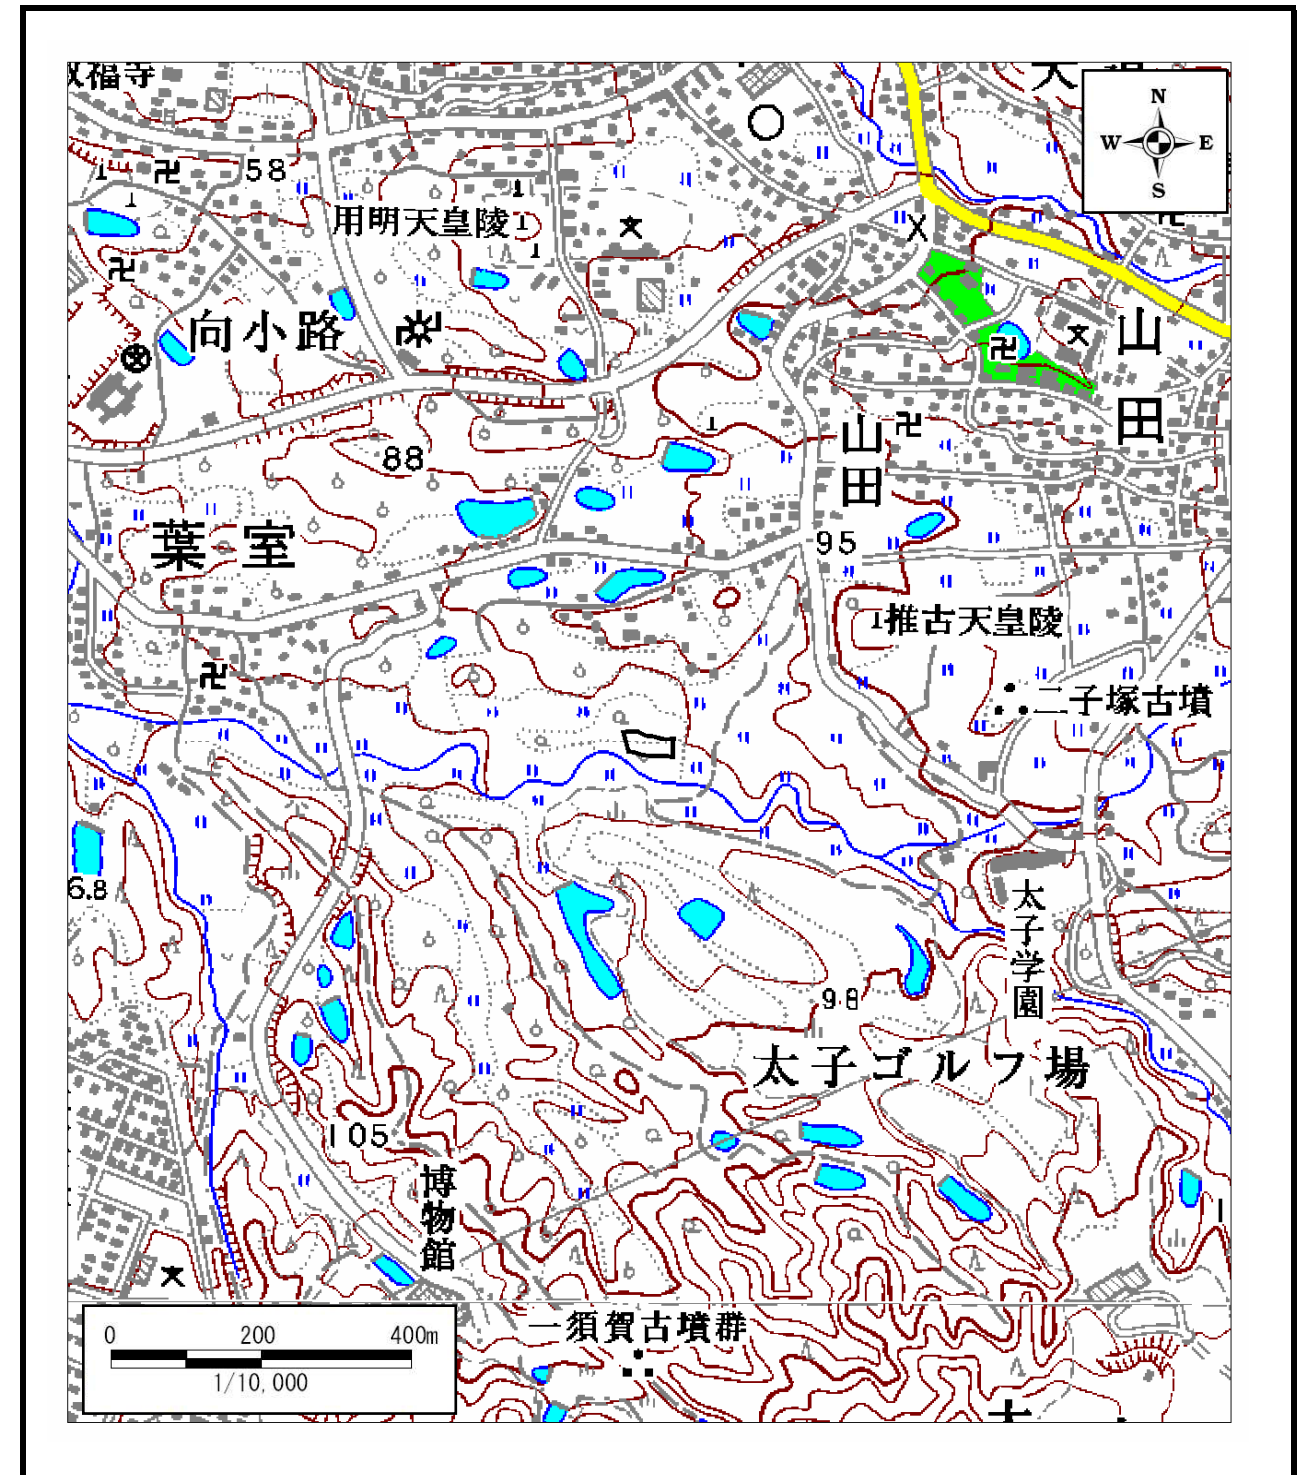 福寺
N
W E
S
58
用明天皇陵
向小路
山田
山田
88
葉室
95
推古天皇陵
二子塚古墳
6.8
太子学園
98
太子ゴルフ場
105
博物館
一須賀古墳群
0 200 400m
1/10,000